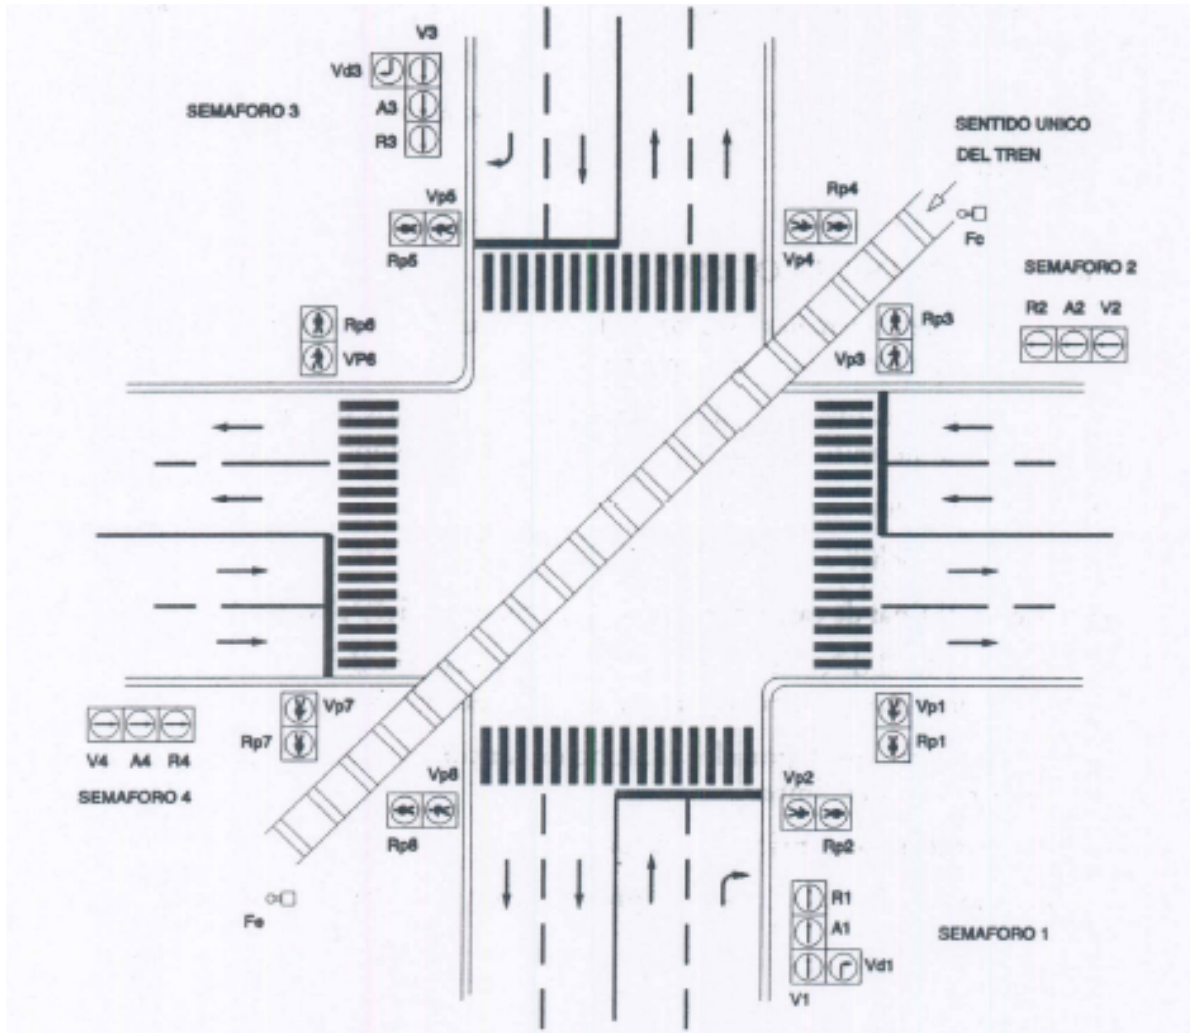 V3
Vd3
A3
R3
SEMAFORO 3
SENTIDO UNICO
DEL TREN
Fc
Vp5
Rp5
Rp4
Vp4
SEMAFORO 2
R2 A2 V2
Rp6
VP6
Rp3
Vp3
Vp7
Rp7
V4 A4 R4
SEMAFORO 4
Vp1
Rp1
Vp8
Rp8
Vp2
Rp2
Fe
R1
A1
Vd1
V1
SEMAFORO 1